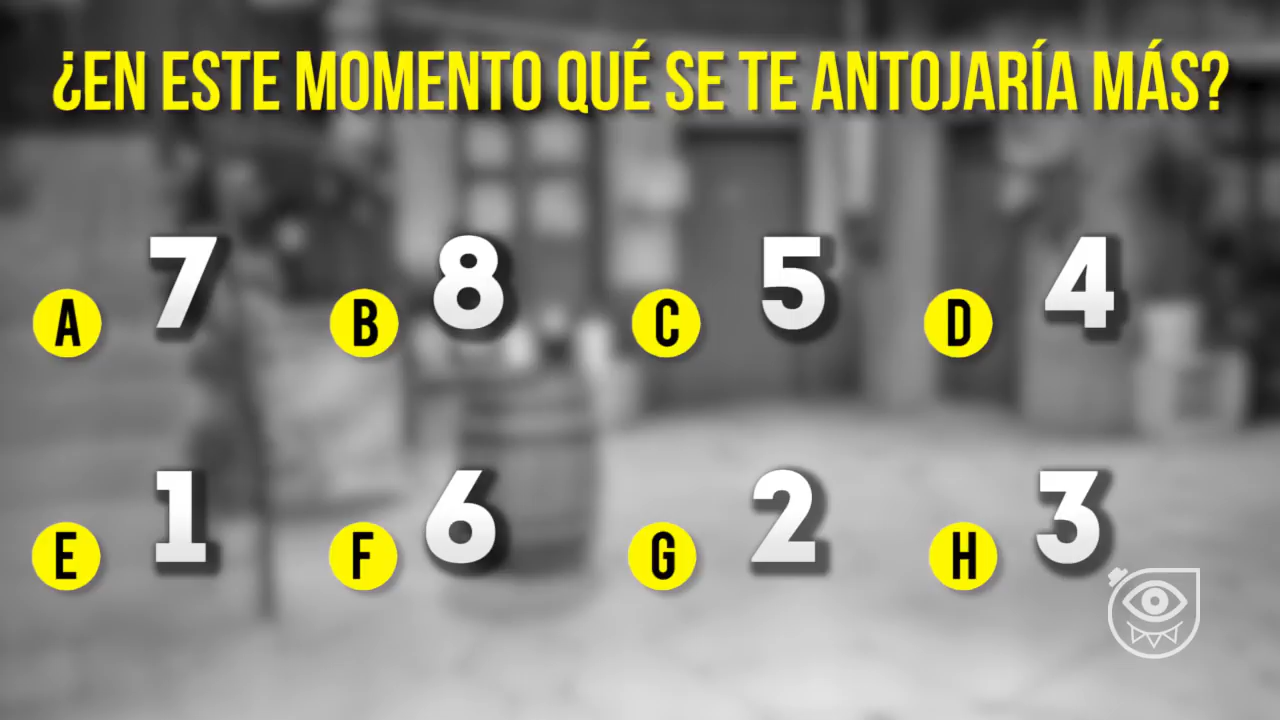 ¿EN ESTE MOMENTO QUÉ SE TE ANTOJARÍA MÁS?
A 7 B 8 C 5 D 4
E 1 F 6 G 2 H 3